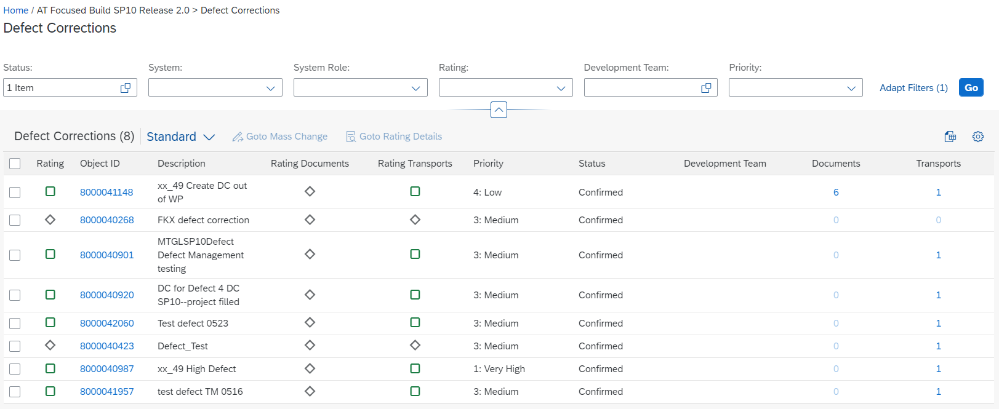 Home / AT Focused Build SP10 Release 2.0 > Defect Corrections
Defect Corrections
Status: System: System Role: Rating: Development Team: Priority:
1 Item Adapt Filters (1) Go
Defect Corrections (8) Standard Goto Mass Change Goto Rating Details
Rating Object ID Description Rating Documents Rating Transports Priority Status Development Team Documents Transports
8000041148 xx_49 Create DC out 4: Low Confirmed 6 1
of WP
8000040268 FKX defect correction 3: Medium Confirmed 0 0
MTGLSP10Defect
8000040901 Defect Management 3: Medium Confirmed 0 1
testing
8000040920 DC for Defect 4 DC 3: Medium Confirmed 0 1
SP10--project filled
8000042060 Test defect 0523 3: Medium Confirmed 0 1
8000040423 Defect_Test 3: Medium Confirmed 0 1
8000040987 xx_49 High Defect 1: Very High Confirmed 0 1
8000041957 test defect TM 0516 3: Medium Confirmed 0 1